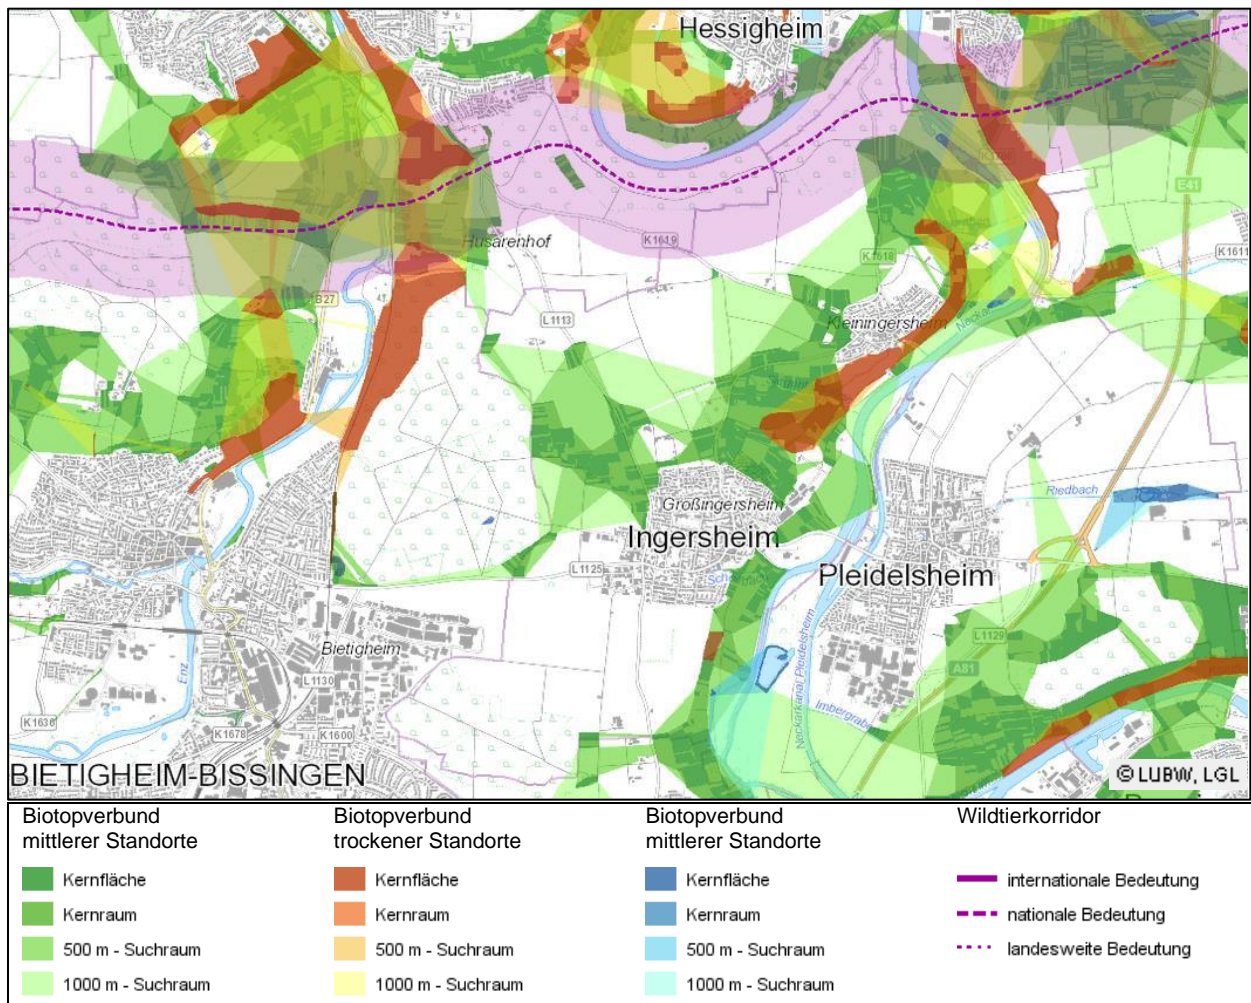 Hessigheim
E41
Husarenhof
K1619
K1618
K1611
B27
L1113
Kleiningersheim
Riedbach
Großingersheim
Ingersheim
L1125
Pleidelsheim
Neckarkanal Pleidelsheim
L1129
Enz
Bietigheim
A81
L1130
K1636
K1678
K1600
BIETIGHEIM-BISSINGEN
© LUBW, LGL
Biotopverbund
mittlerer Standorte
Kernfläche
Kernraum
500 m - Suchraum
1000 m - Suchraum
Biotopverbund
trockener Standorte
Kernfläche
Kernraum
500 m - Suchraum
1000 m - Suchraum
Biotopverbund
mittlerer Standorte
Kernfläche
Kernraum
500 m - Suchraum
1000 m - Suchraum
Wildtierkorridor
internationale Bedeutung
nationale Bedeutung
landesweite Bedeutung